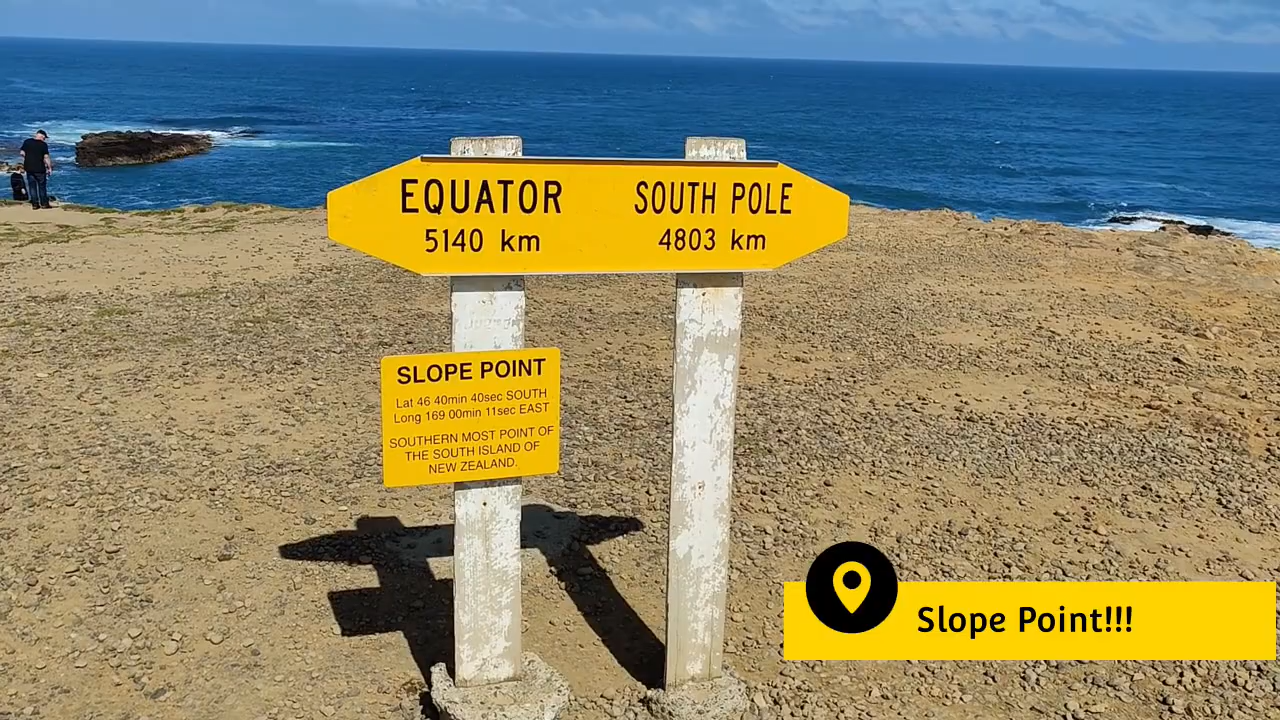 EQUATOR
5140 km
SOUTH POLE
4803 km
SLOPE POINT
Lat 46 40min 40sec SOUTH
Long 169 00min 11sec EAST
SOUTHERN MOST POINT OF
THE SOUTH ISLAND OF
NEW ZEALAND.
Slope Point!!!